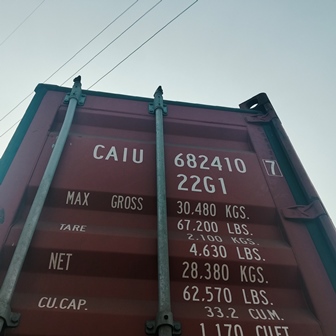 CAIU 682410 7
22G1
MAX GROSS 30.480 KGS.
67.200 LBS.
TARE 2.100 KGS.
4.630 LBS.
NET 28.380 KGS.
62.570 LBS.
CU.CAP. 33.2 CU.M.
1.170 CU.FT.